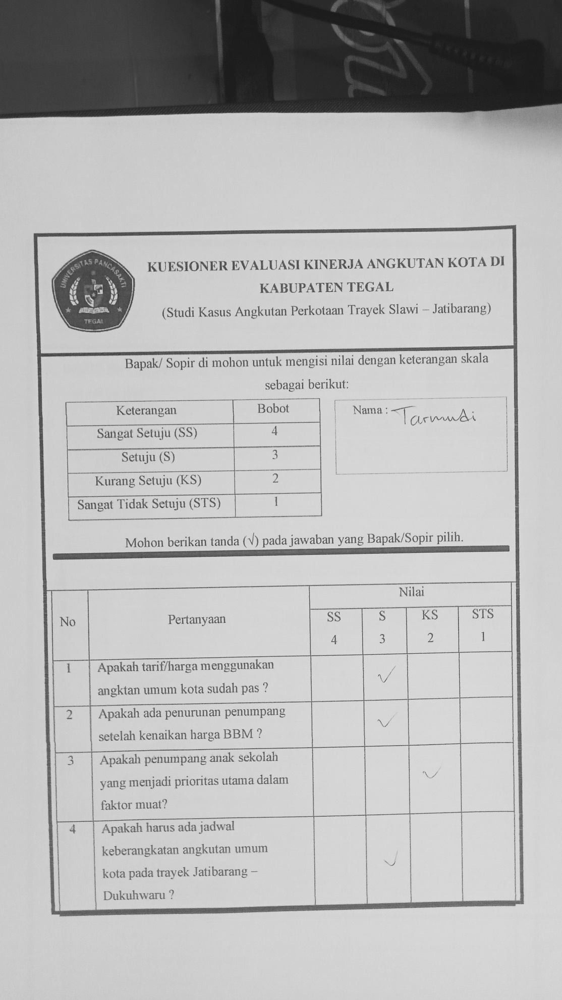 UNIVERSITAS PANCASAKTI
TEGAL
KUESIONER EVALUASI KINERJA ANGKUTAN KOTA DI
KABUPATEN TEGAL
(Studi Kasus Angkutan Perkotaan Trayek Slawi – Jatibarang)
Bapak/ Sopir di mohon untuk mengisi nilai dengan keterangan skala
sebagai berikut:
Keterangan Bobot
Sangat Setuju (SS) 4
Setuju (S) 3
Kurang Setuju (KS) 2
Sangat Tidak Setuju (STS) 1
Nama : Tarmudi
Mohon berikan tanda (√) pada jawaban yang Bapak/Sopir pilih.
No Pertanyaan Nilai
SS S KS STS
4 3 2 1
1 Apakah tarif/harga menggunakan
angktan umum kota sudah pas ? ✓
2 Apakah ada penurunan penumpang
setelah kenaikan harga BBM ? ✓
3 Apakah penumpang anak sekolah
yang menjadi prioritas utama dalam ✓
faktor muat?
4 Apakah harus ada jadwal
keberangkatan angkutan umum
kota pada trayek Jatibarang – ✓
Dukuhwaru ?